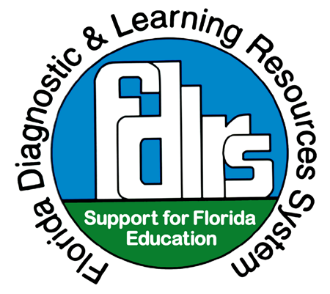 Florida Diagnostic & Learning Resources System
fdlrs
Support for Florida
Education